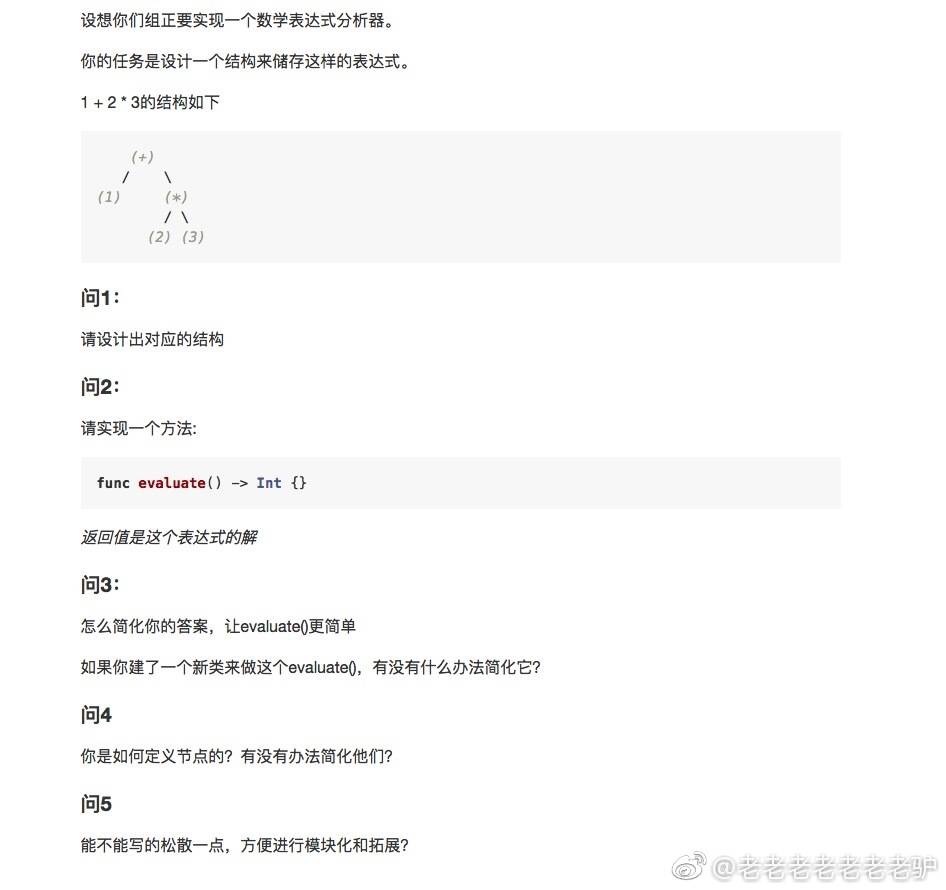 设想你们组正要实现一个数学表达式分析器。
你的任务是设计一个结构来储存这样的表达式。
1 + 2 * 3的结构如下
(+)
/ \
(1) (*)
/ \
(2) (3)
问1：
请设计出对应的结构
问2：
请实现一个方法:
func evaluate() -> Int {}
返回值是这个表达式的解
问3：
怎么简化你的答案，让evaluate()更简单
如果你建了一个新类来做这个evaluate()，有没有什么办法简化它？
问4
你是如何定义节点的？有没有办法简化他们？
问5
能不能写的松散一点，方便进行模块化和拓展？
@老老老老老老老驴